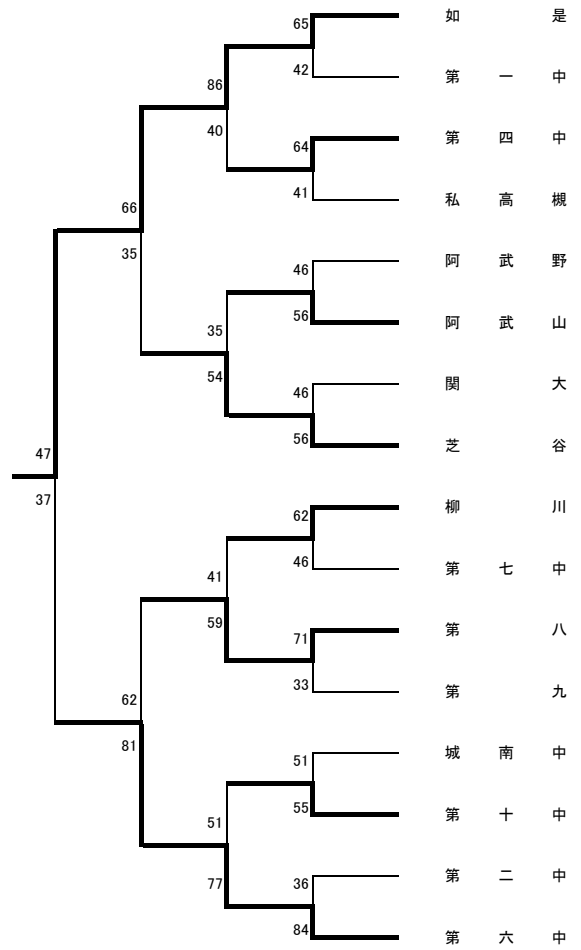 65 如是
86 42 第一中
40 64 第四中
66 41 私高槻
35 46 阿武野
35 56 阿武山
54 46 関大
47 56 芝谷
37 62 柳川
41 46 第七中
59 71 第八
62 33 第九
81 51 城南中
51 55 第十中
77 36 第二中
84 第六中